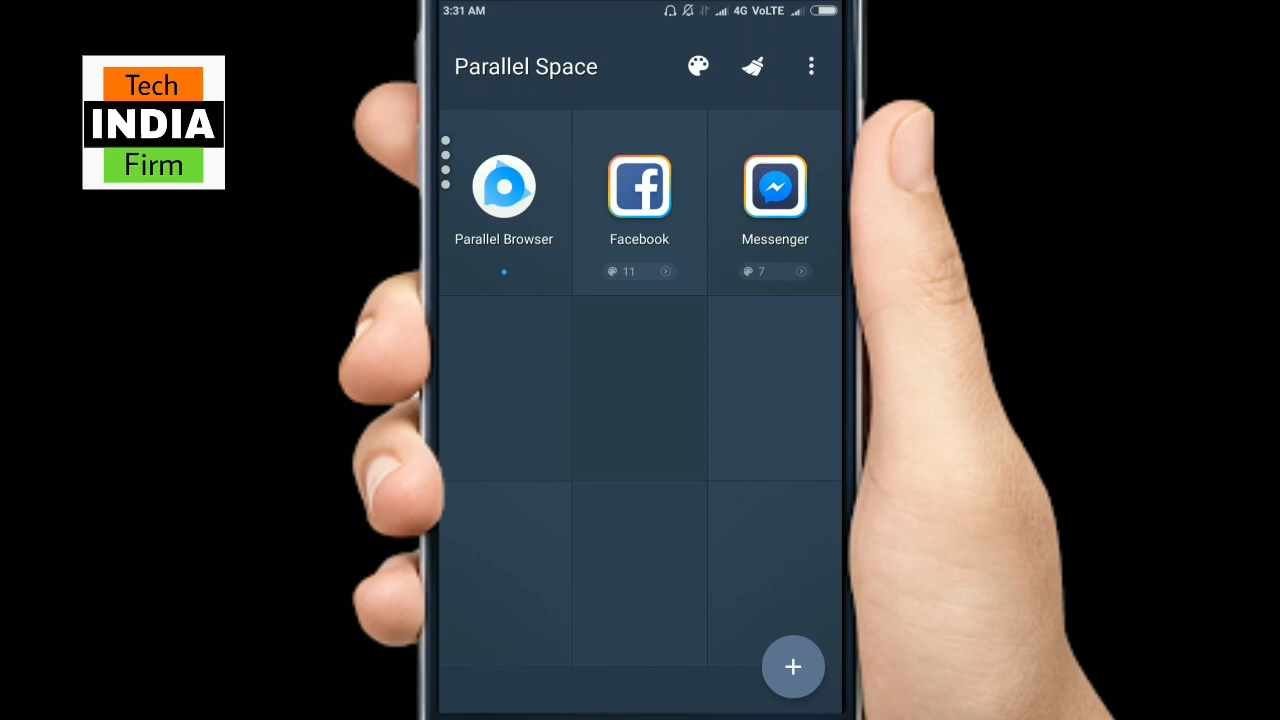 3:31 AM
4G VoLTE
Tech
INDIA
Firm
Parallel Space
Parallel Browser
Facebook
Messenger
11
7